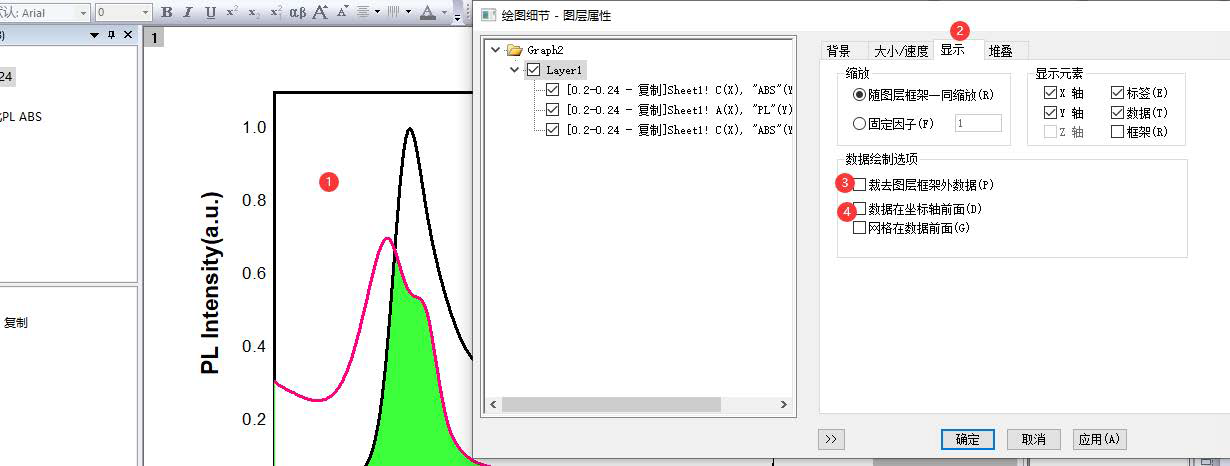 认: Arial
0
B I U x² x₂ x₂² αβ A A A
3)
24
PL ABS
复制
1
1.0
0.8
0.6
0.4
0.2
PL Intensity(a.u.)
1
绘图细节 - 图层属性
Graph2
Layer1
[0.2-0.24 - 复制]Sheet1! C(X), "ABS"(Y
[0.2-0.24 - 复制]Sheet1! A(X), "PL"(Y)
[0.2-0.24 - 复制]Sheet1! C(X), "ABS"(Y
2
背景 大小/速度 显示 堆叠
缩放
随图层框架一同缩放(R)
固定因子(F) 1
显示元素
X 轴 标签(E)
Y 轴 数据(T)
Z 轴 框架(R)
数据绘制选项
3 裁去图层框架外数据(P)
4 数据在坐标轴前面(D)
网格在数据前面(G)
>> 确定 取消 应用(A)